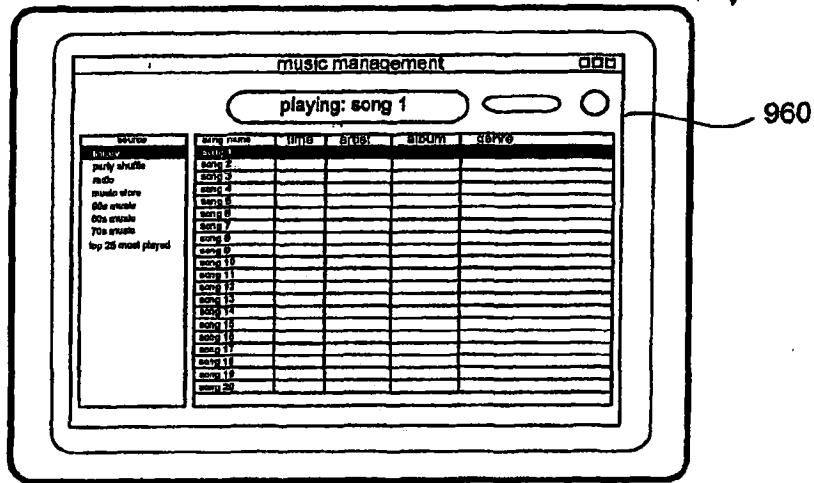 music management
playing: song 1
960
source
song name time artist album genre
song 1
party shuffle
song 2
radio
song 3
music store
song 4
song 5
song 6
70s music
song 7
top 25 most played
song 8
song 9
song 10
song 11
song 12
song 13
song 14
song 15
song 16
song 17
song 18
song 19
song 20